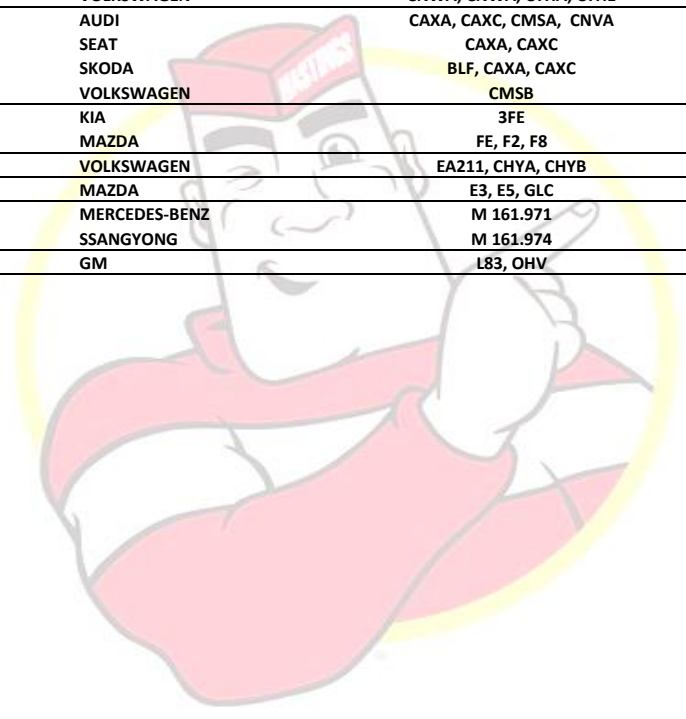 AUDI CAXA, CAXC, CMSA, CNVA
SEAT CAXA, CAXC
SKODA BLF, CAXA, CAXC
VOLKSWAGEN CMSB
KIA 3FE
MAZDA FE, F2, F8
VOLKSWAGEN EA211, CHYA, CHYB
MAZDA E3, E5, GLC
MERCEDES-BENZ M 161.971
SSANGYONG M 161.974
GM L83, OHV
HASTINGS